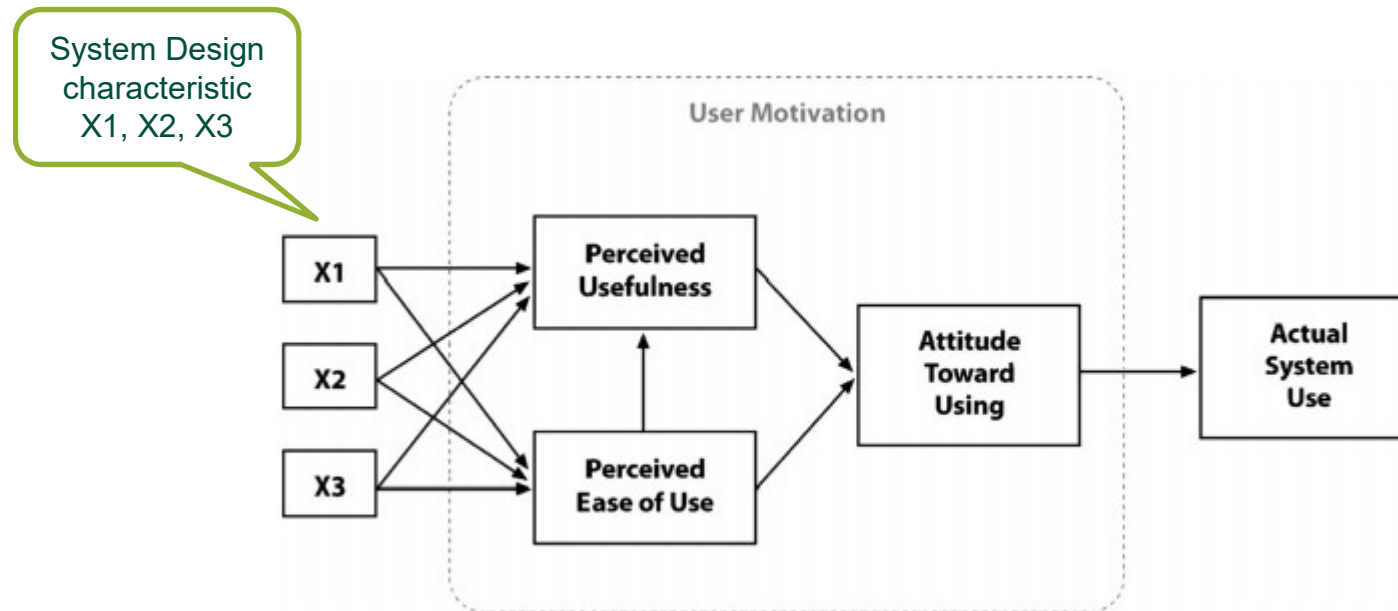 System Design
characteristic
X1, X2, X3
User Motivation
X1
X2
X3
Perceived
Usefulness
Perceived
Ease of Use
Attitude
Toward
Using
Actual
System
Use